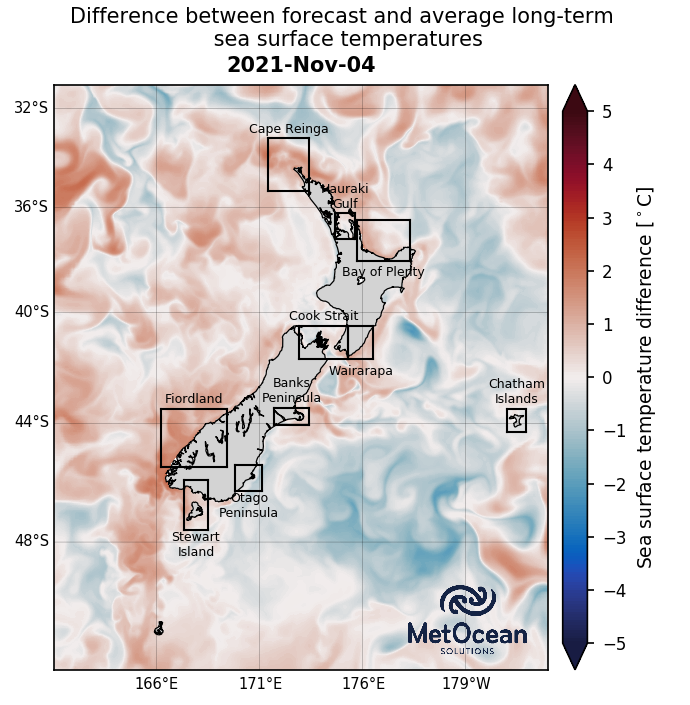 Difference between forecast and average long-term
sea surface temperatures
2021-Nov-04
32°S
36°S
40°S
44°S
48°S
166°E
171°E
176°E
179°W
Cape Reinga
Hauraki
Gulf
Bay of Plenty
Cook Strait
Wairarapa
Banks
Peninsula
Fiordland
Chatham
Islands
Otago
Peninsula
Stewart
Island
MetOcean
SOLUTIONS
5
4
3
2
1
0
−1
−2
−3
−4
−5
Sea surface temperature difference [°C]